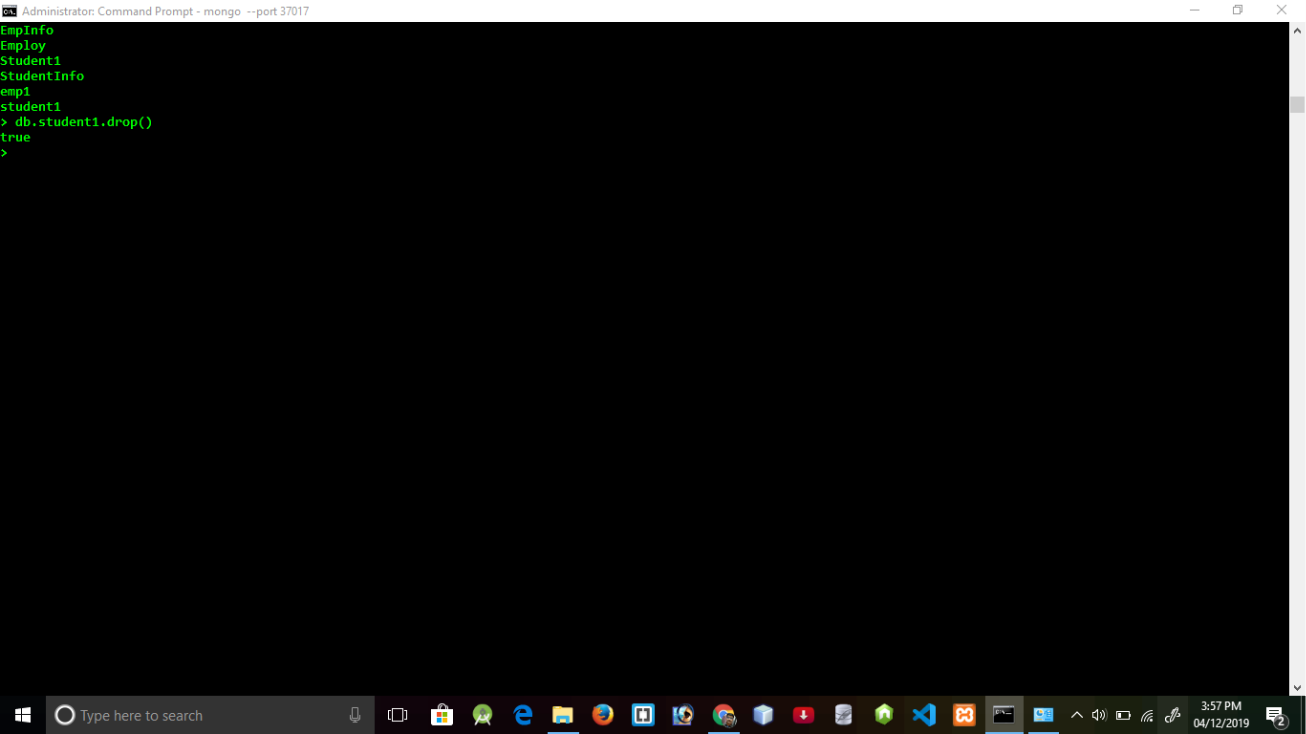 Administrator: Command Prompt - mongo  --port 37017
EmpInfo
Employ
Student1
StudentInfo
emp1
student1
> db.student1.drop()
true
>
Type here to search
3:57 PM
04/12/2019
2